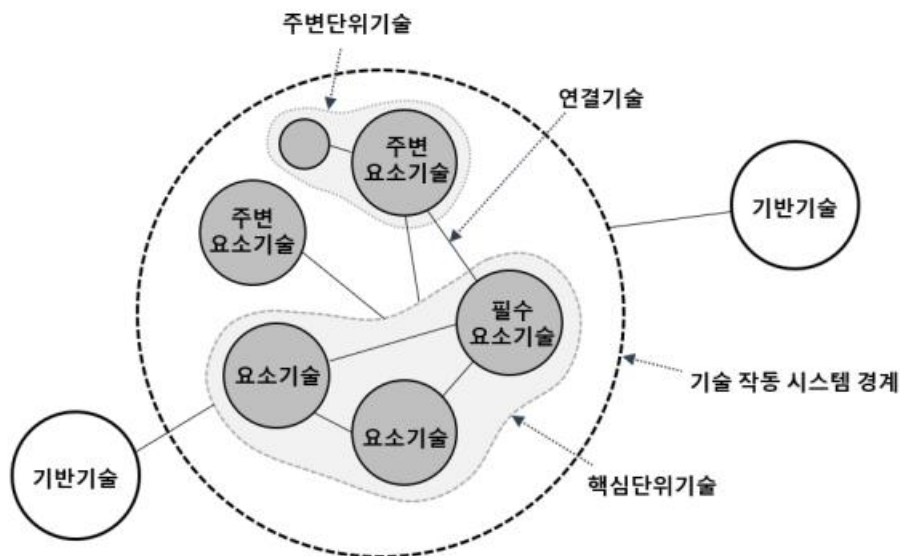 주변단위기술
연결기술
주변
요소기술
기반기술
주변
요소기술
필수
요소기술
요소기술
기술 작동 시스템 경계
요소기술
기반기술
핵심단위기술